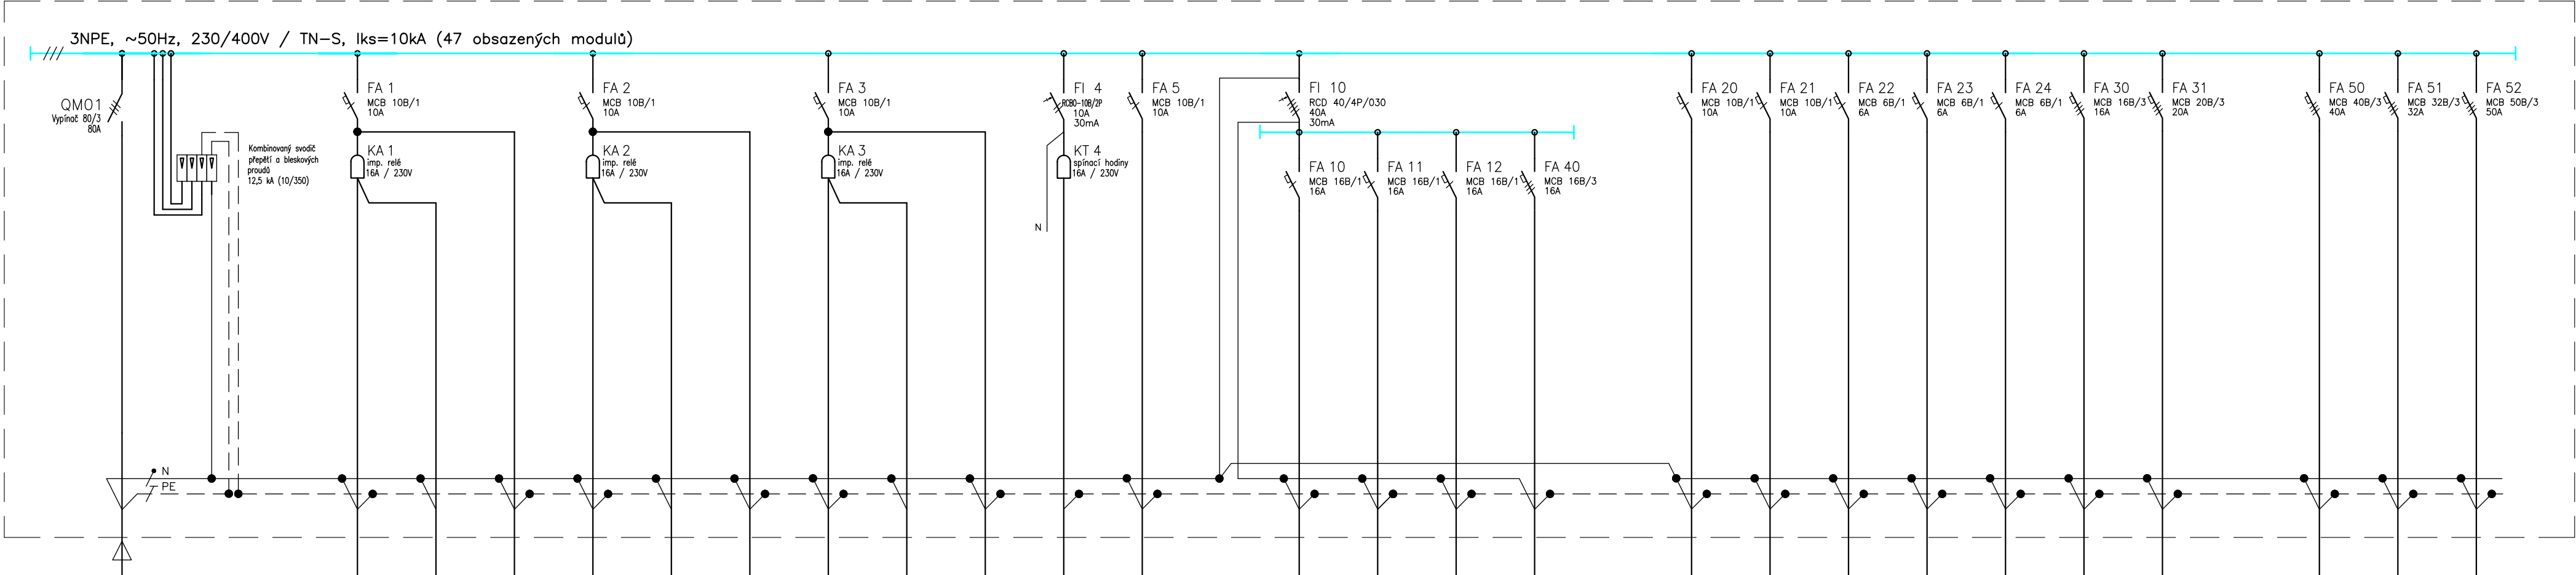 3NPE, ~50Hz, 230/400V / TN-S, Iks=10kA (47 obsazených modulů)
QM01
Vypínač 80/3
80A
Kombinovaný svodič
přepětí a bleskových
proudů
12,5 kA (10/350)
FA 1
MCB 10B/1
10A
KA 1
imp. relé
16A / 230V
FA 2
MCB 10B/1
10A
KA 2
imp. relé
16A / 230V
FA 3
MCB 10B/1
10A
KA 3
imp. relé
16A / 230V
FI 4
RCBO-10B/2P
10A
30mA
KT 4
spínací hodiny
16A / 230V
N
FA 5
MCB 10B/1
10A
FI 10
RCD 40/4P/030
40A
30mA
FA 10
MCB 16B/1
16A
FA 11
MCB 16B/1
16A
FA 12
MCB 16B/1
16A
FA 40
MCB 16B/3
16A
FA 20
MCB 10B/1
10A
FA 21
MCB 10B/1
10A
FA 22
MCB 6B/1
6A
FA 23
MCB 6B/1
6A
FA 24
MCB 6B/1
6A
FA 30
MCB 16B/3
16A
FA 31
MCB 20B/3
20A
FA 50
MCB 40B/3
40A
FA 51
MCB 32B/3
32A
FA 52
MCB 50B/3
50A
N
PE